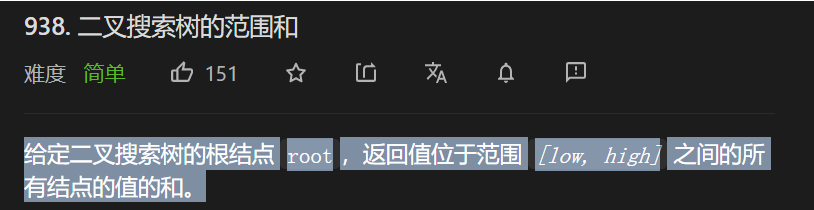 938. 二叉搜索树的范围和
难度 简单 151
给定二叉搜索树的根结点 root ，返回值位于范围 [low, high] 之间的所
有结点的值的和。